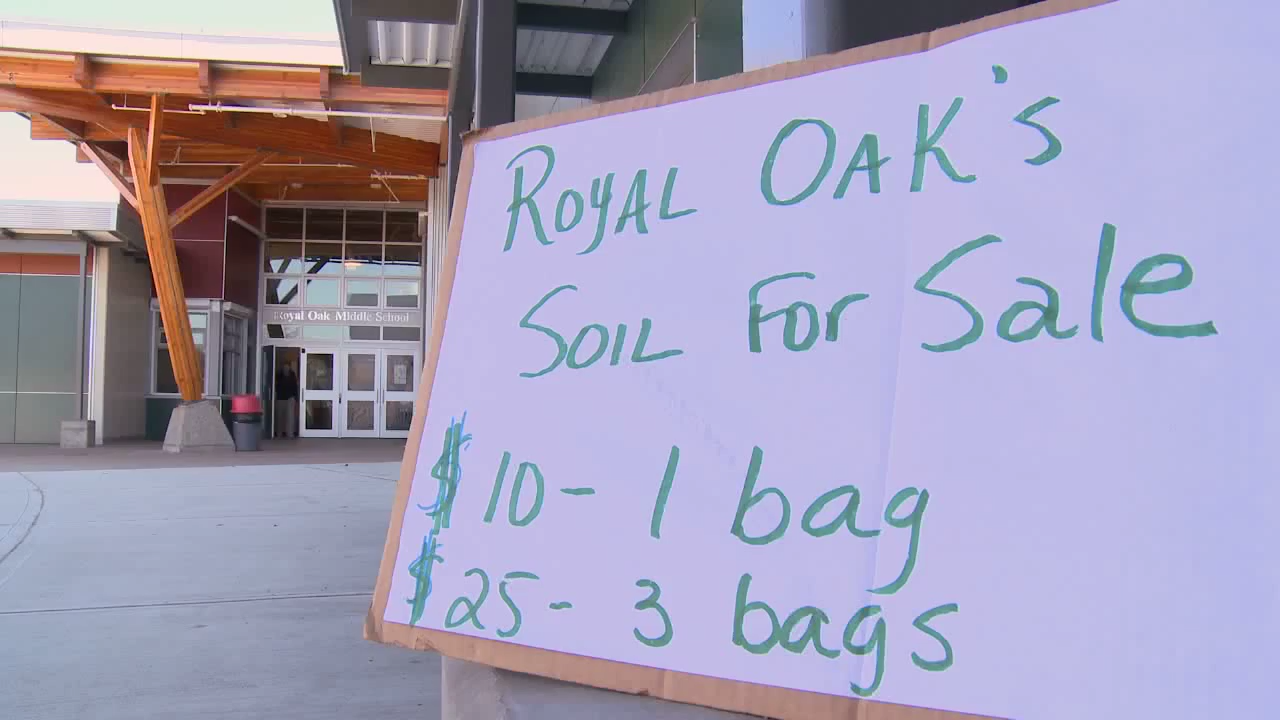 Royal Oak Middle School
ROYAL OAK'S
SOIL FOR Sale
$10 - 1 bag
$25 - 3 bags